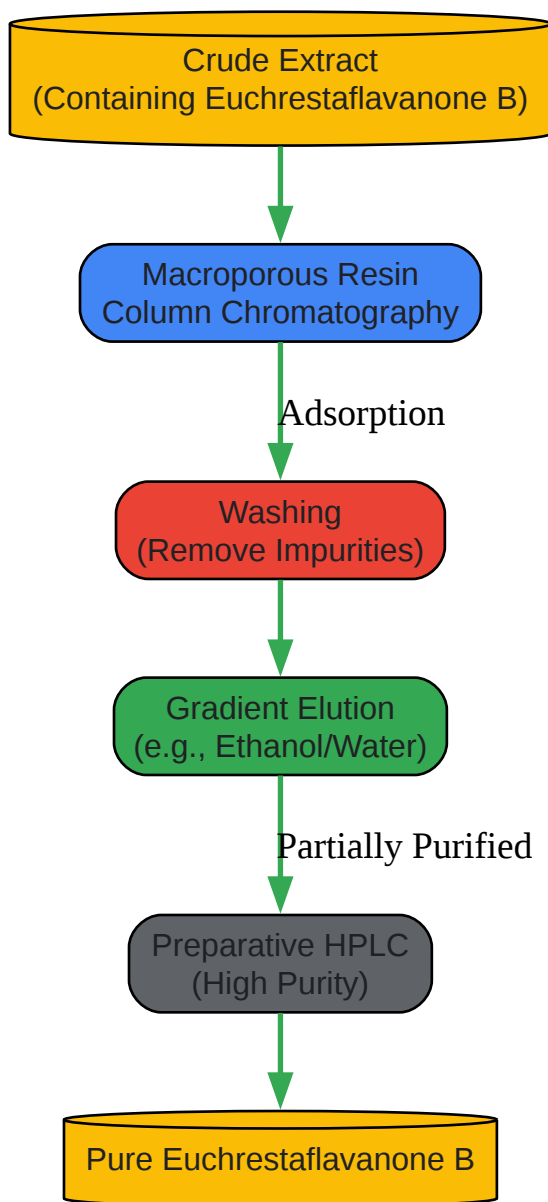 Crude Extract
(Containing Euchrestaflavanone B)
Macroporous Resin
Column Chromatography
Adsorption
Washing
(Remove Impurities)
Gradient Elution
(e.g., Ethanol/Water)
Partially Purified
Preparative HPLC
(High Purity)
Pure Euchrestaflavanone B